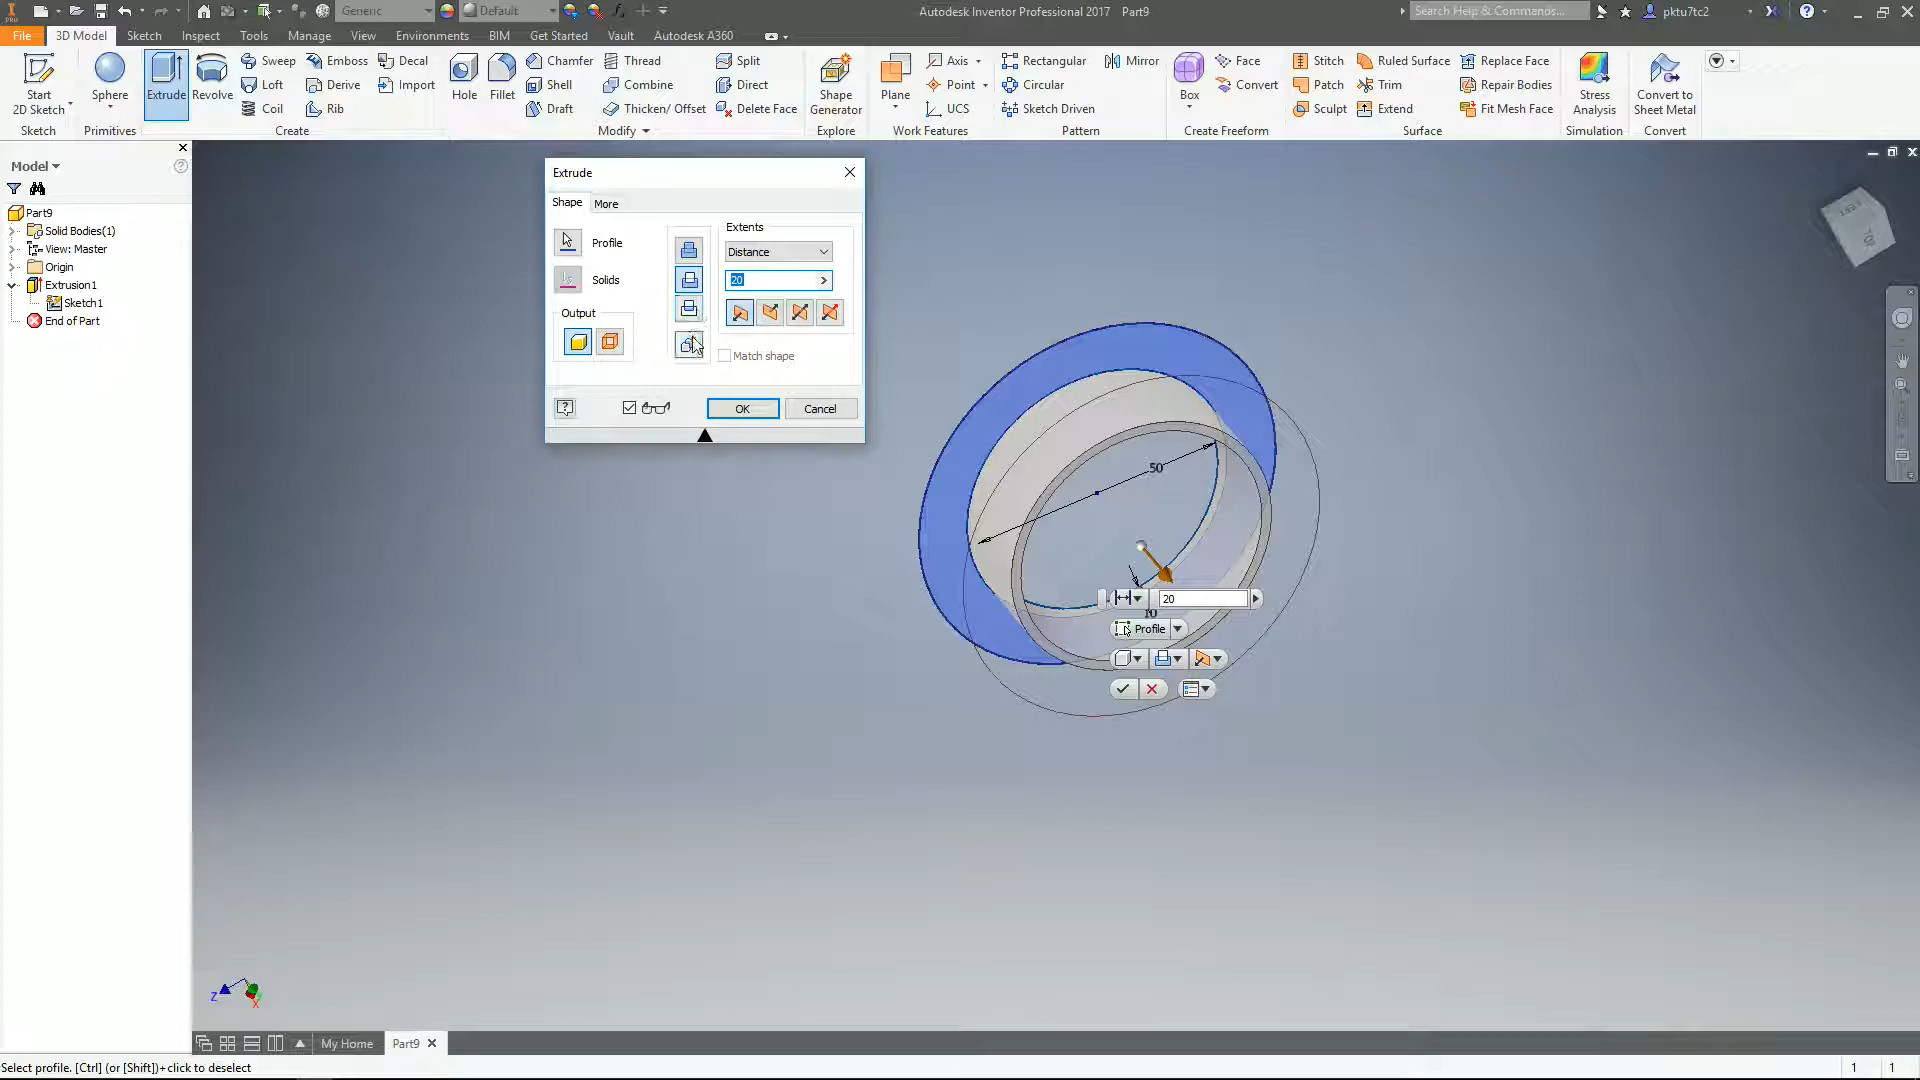 Generic
Default
Autodesk Inventor Professional 2017 Part9
Search Help & Commands...
pktu7tc2
PRO
File 3D Model Sketch Inspect Tools Manage View Environments BIM Get Started Vault Autodesk A360
Start
2D Sketch
Sphere
Extrude
Revolve
Sweep
Loft
Coil
Emboss
Derive
Rib
Decal
Import
Hole
Fillet
Chamfer
Shell
Draft
Thread
Combine
Thicken/ Offset
Split
Direct
Delete Face
Shape
Generator
Plane
Axis
Point
UCS
Rectangular
Circular
Sketch Driven
Mirror
Box
Face
Convert
Stitch
Patch
Sculpt
Ruled Surface
Trim
Extend
Replace Face
Repair Bodies
Fit Mesh Face
Stress
Analysis
Convert to
Sheet Metal
Sketch Primitives Create Modify Explore Work Features Pattern Create Freeform Surface Simulation Convert
Model
Part9
Solid Bodies(1)
View: Master
Origin
Extrusion1
Sketch1
End of Part
Extrude
Shape More
Profile
Solids
Output
Extents
Distance
20
Match shape
OK Cancel
50
20
10
Profile
Z
X
My Home Part9
Select profile. [Ctrl] (or [Shift])+click to deselect
1 1